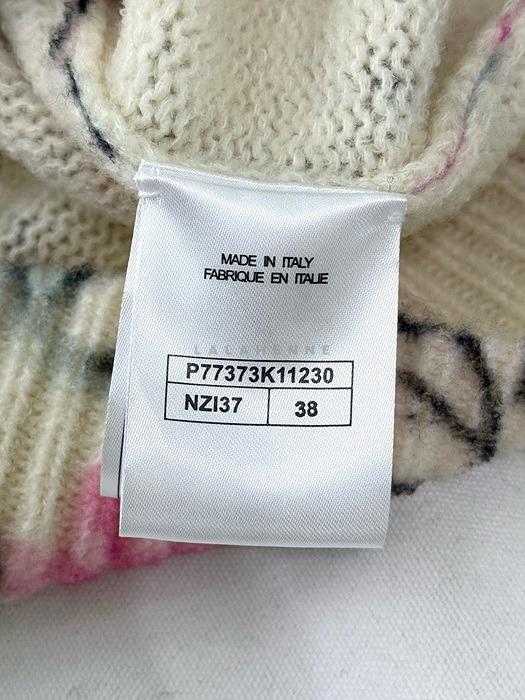 MADE IN ITALY
FABRIQUE EN ITALIE
P77373K11230
NZI37 38